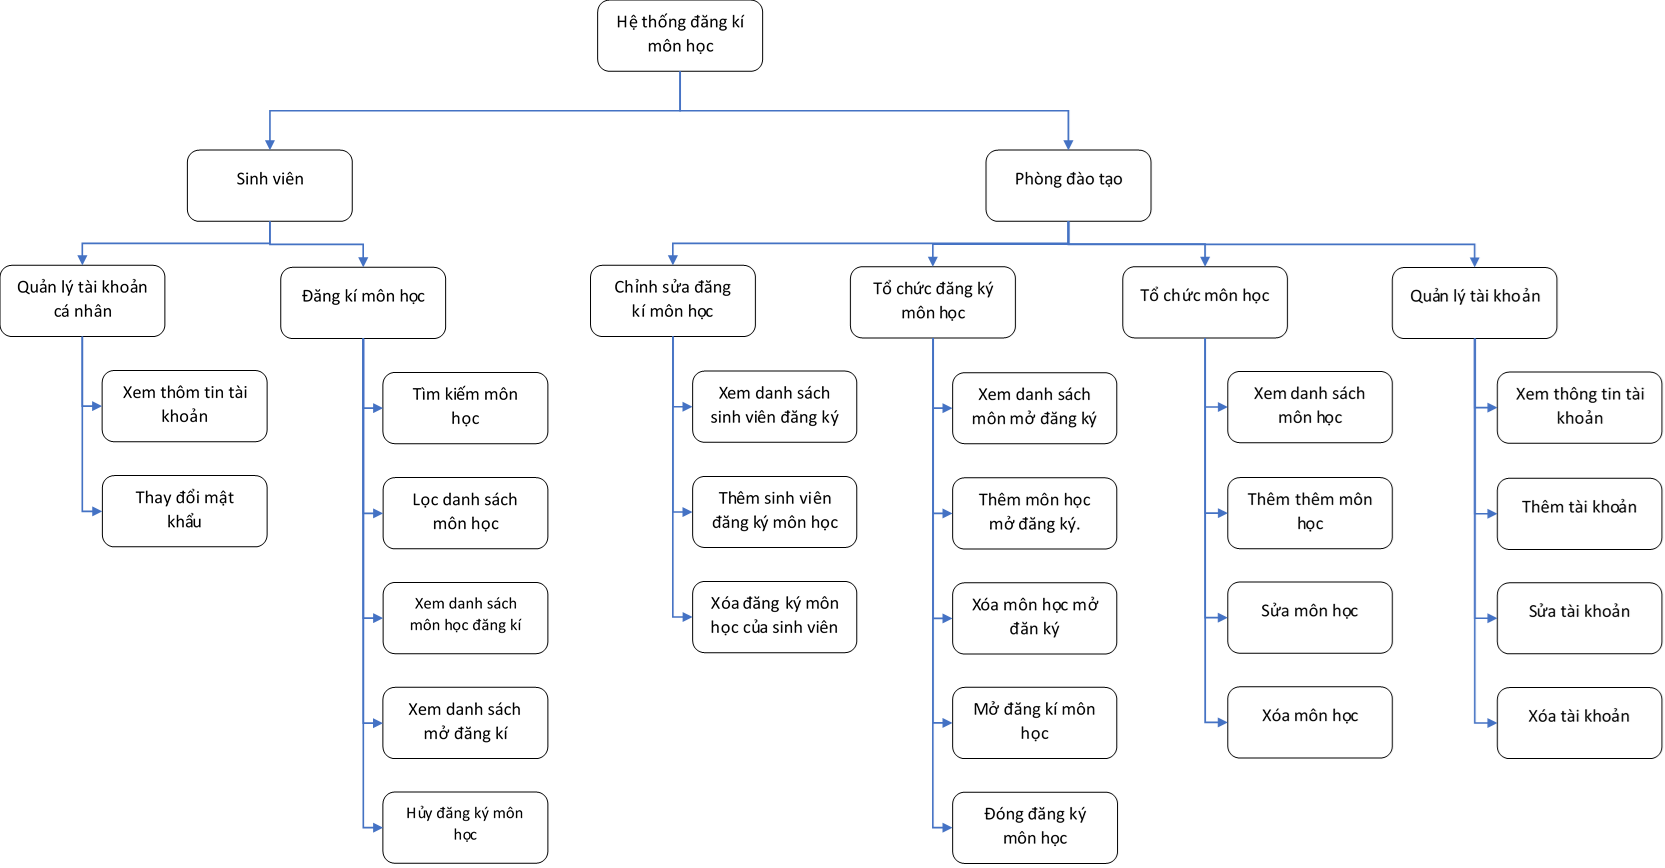 Hệ thống đăng kí
môn học
Sinh viên
Phòng đào tạo
Quản lý tài khoản
cá nhân
Đăng kí môn học
Chỉnh sửa đăng
kí môn học
Tổ chức đăng ký
môn học
Tổ chức môn học
Quản lý tài khoản
Xem thôm tin tài
khoản
Thay đổi mật
khẩu
Tìm kiếm môn
học
Lọc danh sách
môn học
Xem danh sách
môn học đăng kí
Xem danh sách
mở đăng kí
Hủy đăng ký môn
học
Xem danh sách
sinh viên đăng ký
Thêm sinh viên
đăng ký môn học
Xóa đăng ký môn
học của sinh viên
Xem danh sách
môn mở đăng ký
Thêm môn học
mở đăng ký.
Xóa môn học mở
đăn ký
Mở đăng kí môn
học
Đóng đăng ký
môn học
Xem danh sách
môn học
Thêm thêm môn
học
Sửa môn học
Xóa môn học
Xem thông tin tài
khoản
Thêm tài khoản
Sửa tài khoản
Xóa tài khoản